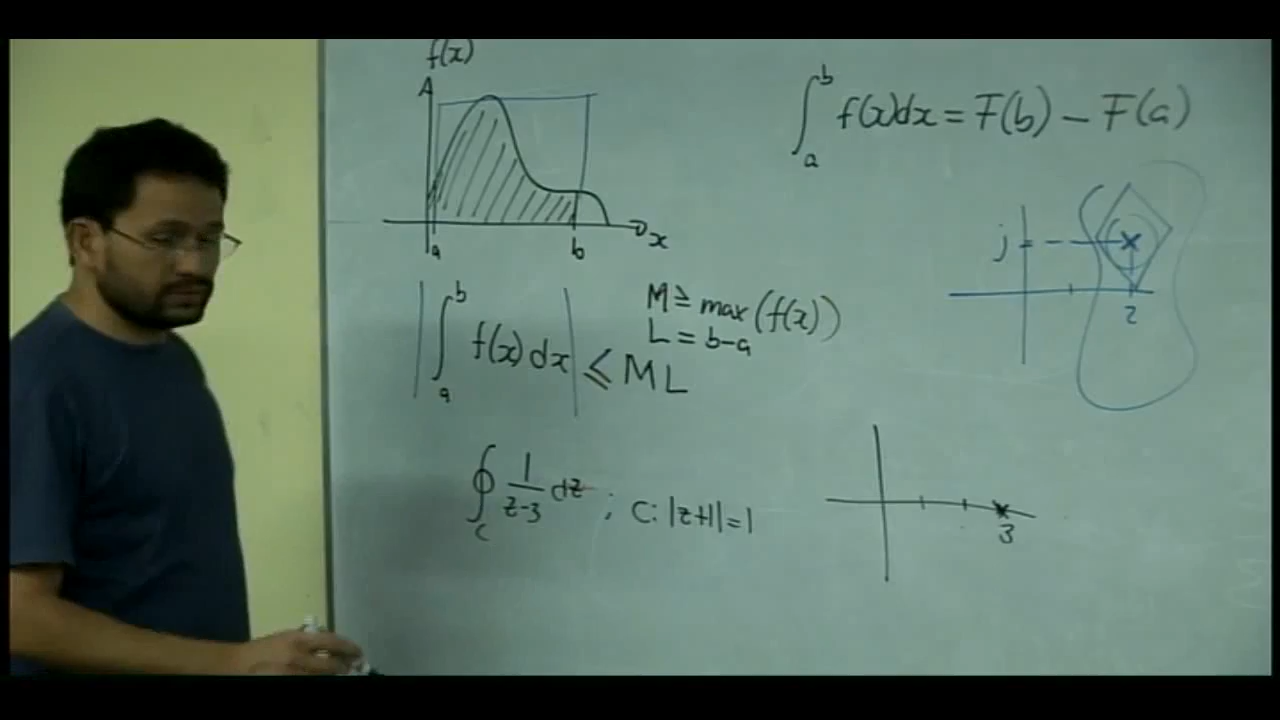 f(x)
a b x
∫_a^b f(x)dx = F(b) − F(a)
j
2
|∫_a^b f(x)dx| ≤ ML
M ≥ max(f(x))
L = b−a
∮_C 1/(z−3) dz ; C: |z+1| = 1
3